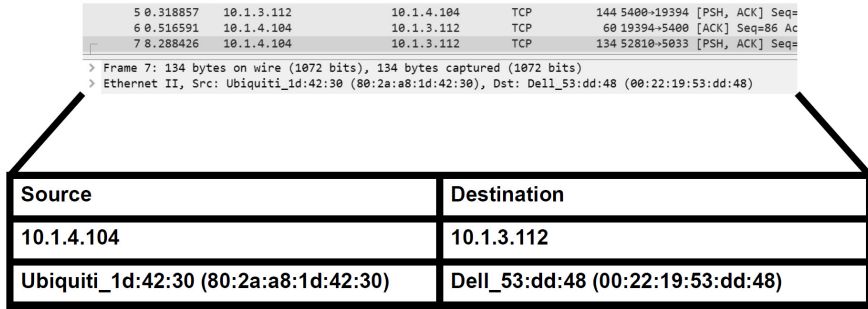 5 0.318857 10.1.3.112 10.1.4.104 TCP 144 5400→19394 [PSH, ACK] Seq=
6 0.516591 10.1.4.104 10.1.3.112 TCP 60 19394→5400 [ACK] Seq=86 Ac
7 8.288426 10.1.4.104 10.1.3.112 TCP 134 52810→5033 [PSH, ACK] Seq=
> Frame 7: 134 bytes on wire (1072 bits), 134 bytes captured (1072 bits)
> Ethernet II, Src: Ubiquiti_1d:42:30 (80:2a:a8:1d:42:30), Dst: Dell_53:dd:48 (00:22:19:53:dd:48)
Source Destination
10.1.4.104 10.1.3.112
Ubiquiti_1d:42:30 (80:2a:a8:1d:42:30) Dell_53:dd:48 (00:22:19:53:dd:48)